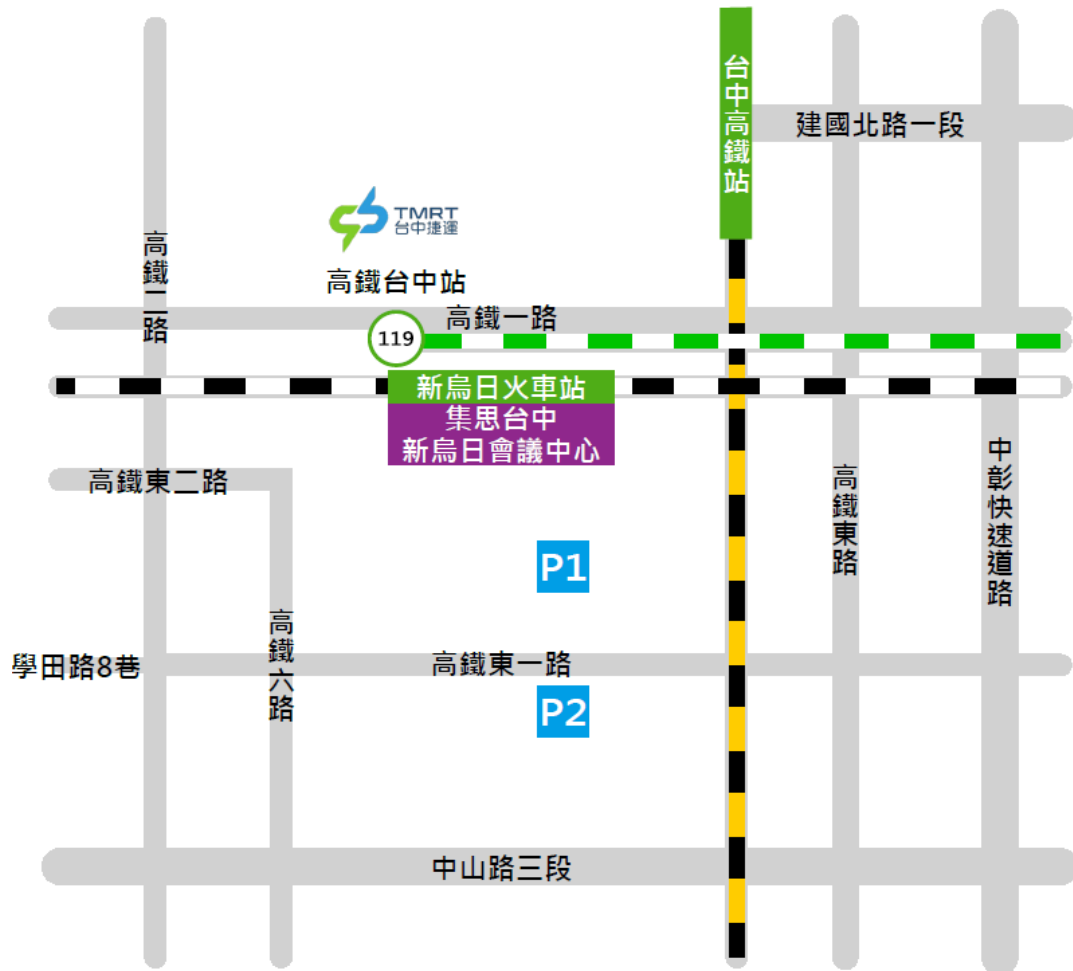 台中高鐵站
建國北路一段
TMRT
台中捷運
高鐵二路
高鐵台中站
高鐵一路
119
新烏日火車站
集思台中
新烏日會議中心
高鐵東二路
高鐵東路
中彰快速道路
P1
高鐵六路
學田路8巷
高鐵東一路
P2
中山路三段